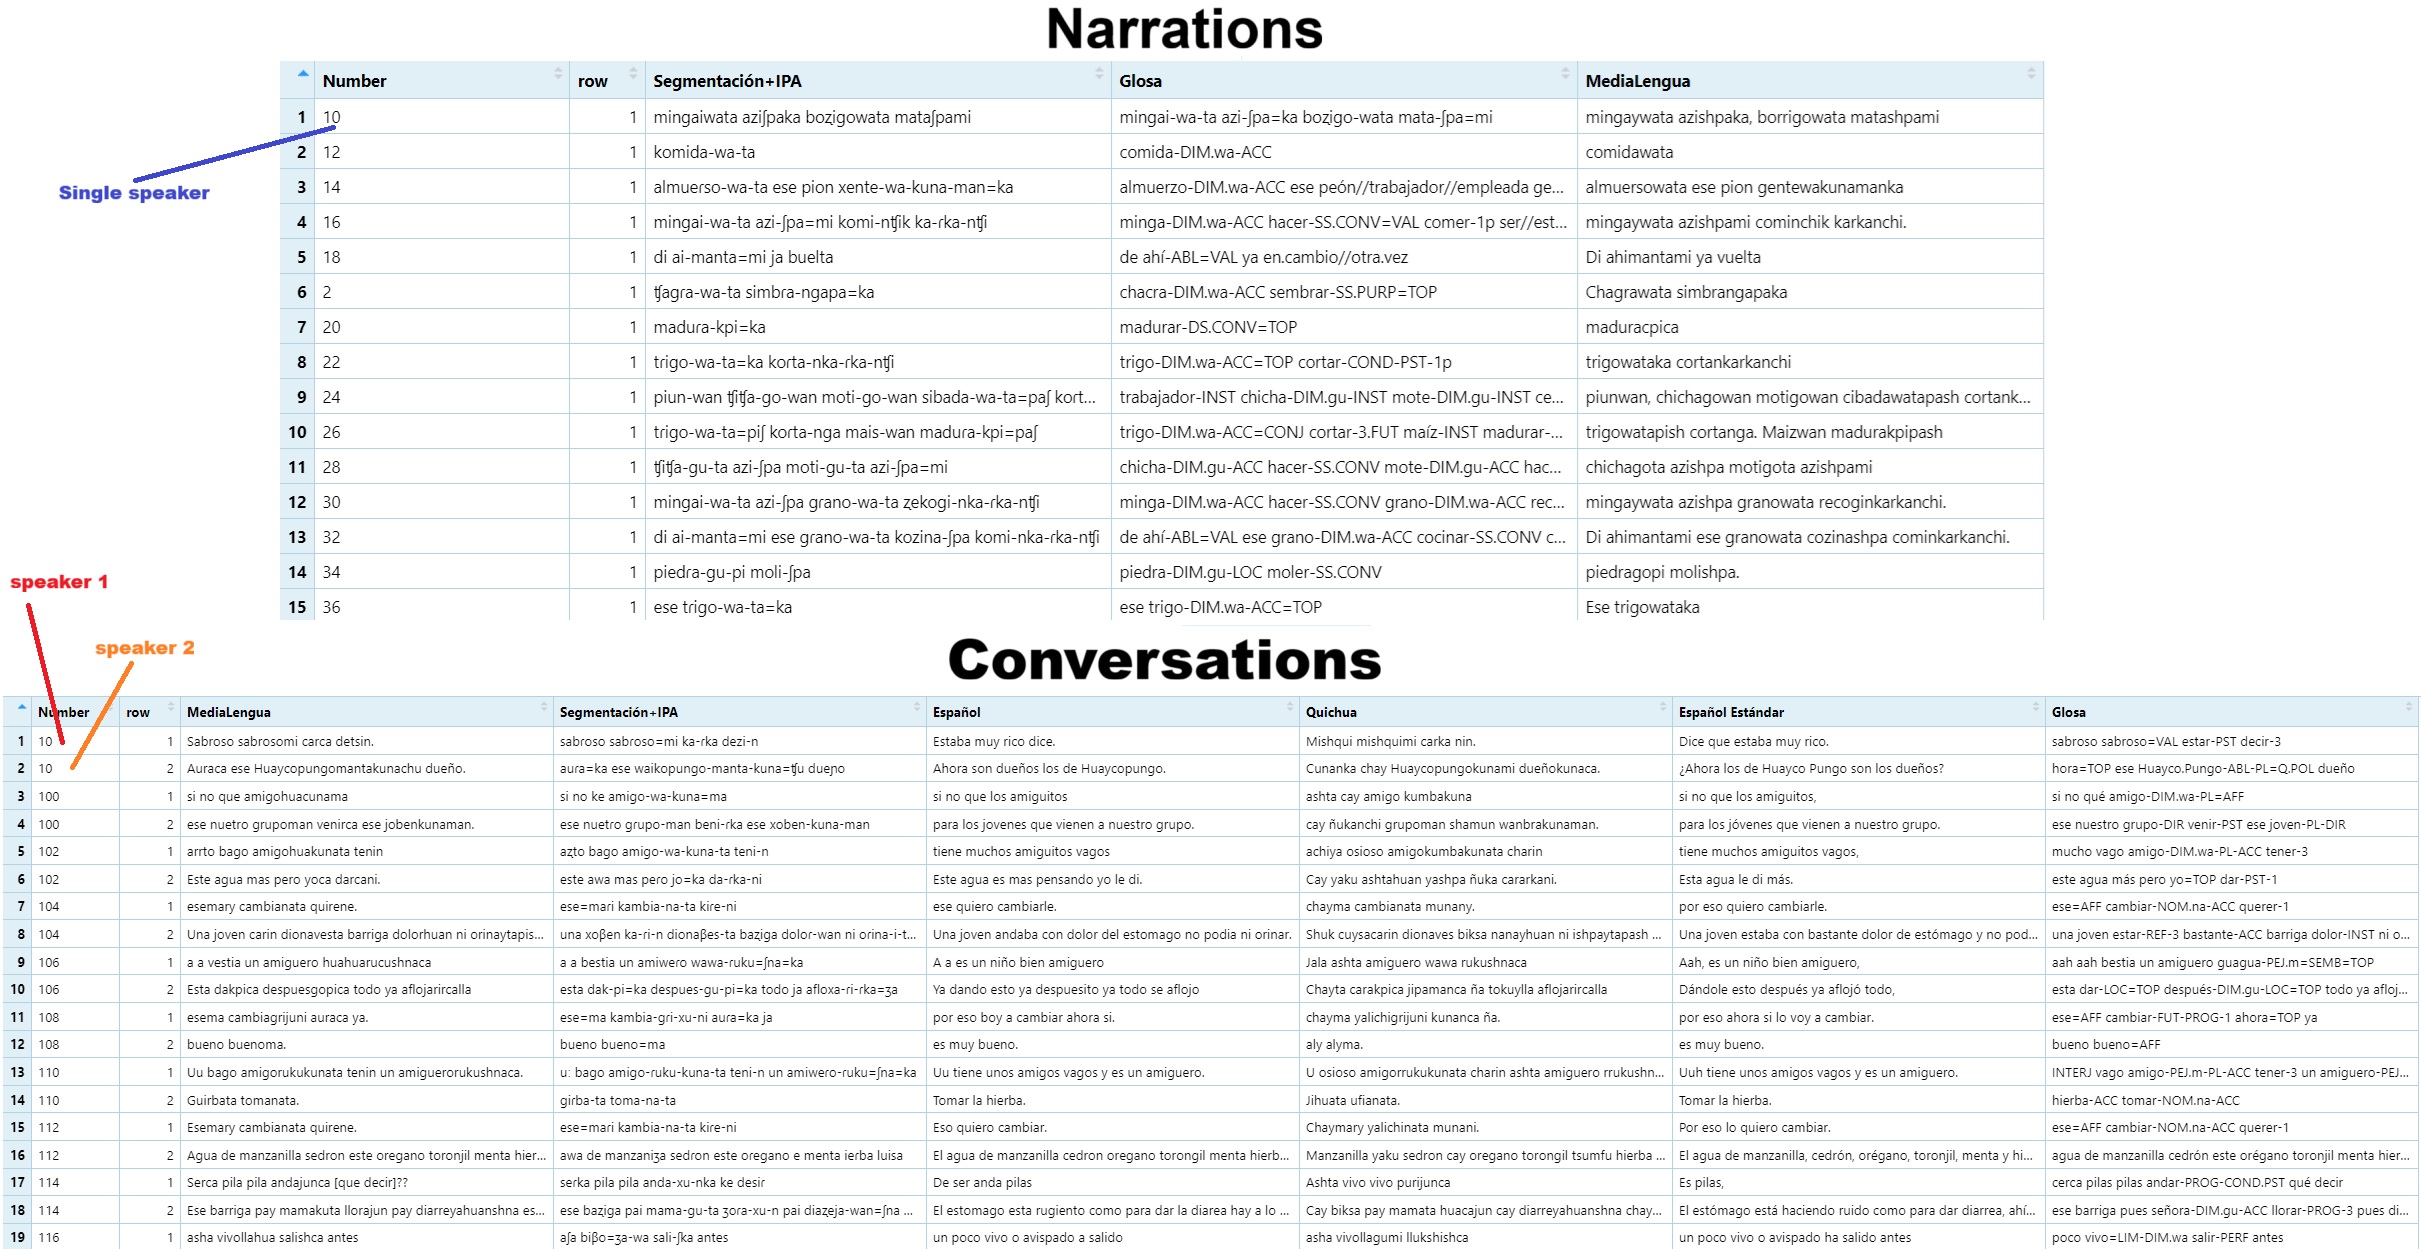 Narrations
Number row Segmentación+IPA Glosa MediaLengua
1 10 1 mingaiwata aziʃpaka boʐigowata mataʃpami mingai-wa-ta azi-ʃpa=ka boʐigo-wata mata-ʃpa=mi mingaywata azishpaka, borrigowata matashpami
2 12 1 komida-wa-ta comida-DIM.wa-ACC comidawata
Single speaker
3 14 1 almuerso-wa-ta ese pion xente-wa-kuna-man=ka almuerzo-DIM.wa-ACC ese peón//trabajador//empleada ge... almuersowata ese pion gentewakunamanka
4 16 1 mingai-wa-ta azi-ʃpa=mi komi-nʧik ka-ɾka-nʧi minga-DIM.wa-ACC hacer-SS.CONV=VAL comer-1p ser//est... mingaywata azishpami cominchik karkanchi.
5 18 1 di ai-manta=mi ja buelta de ahí-ABL=VAL ya en.cambio//otra.vez Di ahimantami ya vuelta
6 2 1 ʧagɾa-wa-ta simbɾa-ngapa=ka chacra-DIM.wa-ACC sembrar-SS.PURP=TOP Chagrawata simbrangapaka
7 20 1 maduɾa-kpi=ka madurar-DS.CONV=TOP maduracpica
8 22 1 tɾigo-wa-ta=ka koɾta-nka-ɾka-nʧi trigo-DIM.wa-ACC=TOP cortar-COND-PST-1p trigowataka cortankarkanchi
9 24 1 piun-wan ʧiʧa-go-wan moti-go-wan sibada-wa-ta=paʃ koɾt... trabajador-INST chicha-DIM.gu-INST mote-DIM.gu-INST ce... piunwan, chichagowan motigowan cibadawatapash cortank...
10 26 1 tɾigo-wa-ta=piʃ koɾta-nga mais-wan maduɾa-kpi=paʃ trigo-DIM.wa-ACC=CONJ cortar-3.FUT maíz-INST madurar-... trigowatapish cortanga. Maizwan madurakpipash
11 28 1 ʧiʧa-gu-ta azi-ʃpa moti-gu-ta azi-ʃpa=mi chicha-DIM.gu-ACC hacer-SS.CONV mote-DIM.gu-ACC hac... chichagota azishpa motigota azishpami
12 30 1 mingai-wa-ta azi-ʃpa gɾano-wa-ta ʐekogi-nka-ɾka-nʧi minga-DIM.wa-ACC hacer-SS.CONV grano-DIM.wa-ACC rec... mingaywata azishpa granowata recoginkarkanchi.
13 32 1 di ai-manta=mi ese gɾano-wa-ta kozina-ʃpa komi-nka-ɾka-nʧi de ahí-ABL=VAL ese grano-DIM.wa-ACC cocinar-SS.CONV c... Di ahimantami ese granowata cozinashpa cominkarkanchi.
14 34 1 piedɾa-gu-pi moli-ʃpa piedra-DIM.gu-LOC moler-SS.CONV piedragopi molishpa.
speaker 1
15 36 1 ese tɾigo-wa-ta=ka ese trigo-DIM.wa-ACC=TOP Ese trigowataka
speaker 2
Conversations
Number row MediaLengua Segmentación+IPA Español Quichua Español Estándar Glosa
1 10 1 Sabroso sabrosomi carca detsin. sabɾoso sabɾoso=mi ka-ɾka dezi-n Estaba muy rico dice. Mishqui mishquimi carka nin. Dice que estaba muy rico. sabroso sabroso=VAL estar-PST decir-3
2 10 2 Auraca ese Huaycopungomantakunachu dueño. auɾa=ka ese waikopungo-manta-kuna=ʧu dueɲo Ahora son dueños los de Huaycopungo. Cunanka chay Huaycopungokunami dueñokunaca. ¿Ahora los de Huayco Pungo son los dueños? hora=TOP ese Huayco.Pungo-ABL-PL=Q.POL dueño
3 100 1 si no que amigohuacunama si no ke amigo-wa-kuna=ma si no que los amiguitos ashta cay amigo kumbakuna si no que los amiguitos, si no qué amigo-DIM.wa-PL=AFF
4 100 2 ese nuetro grupoman venirca ese jobenkunaman. ese nuetɾo gɾupo-man beni-ɾka ese xoben-kuna-man para los jovenes que vienen a nuestro grupo. cay ñukanchi grupoman shamun wanbrakunaman. para los jóvenes que vienen a nuestro grupo. ese nuestro grupo-DIR venir-PST ese joven-PL-DIR
5 102 1 arrto bago amigohuakunata tenin aʐto bago amigo-wa-kuna-ta teni-n tiene muchos amiguitos vagos achiya osioso amigokumbakunata charin tiene muchos amiguitos vagos, mucho vago amigo-DIM.wa-PL-ACC tener-3
6 102 2 Este agua mas pero yoca darcani. este awa mas pero jo=ka da-ɾka-ni Este agua es mas pensando yo le di. Cay yaku ashtahuan yashpa ñuka cararkani. Esta agua le di más. este agua más pero yo=TOP dar-PST-1
7 104 1 esemary cambianata quirene. ese=mari kambia-na-ta kire-ni ese quiero cambiarle. chayma cambianata munany. por eso quiero cambiarle. ese=AFF cambiar-NOM.na-ACC querer-1
8 104 2 Una joven carin dionavesta barriga dolorhuan ni orinaytapis... una xoβen ka-ɾi-n dionaβes-ta baʐiga doloɾ-wan ni orina-i-t... Una joven andaba con dolor del estomago no podia ni orinar. Shuk cuysacarin dionaves biksa nanayhuan ni ishpaytapash ... Una joven estaba con bastante dolor de estómago y no pod... una joven estar-REF-3 bastante-ACC barriga dolor-INST ni o...
9 106 1 a a vestia un amiguero huahuarucushnaca a a bestia un amiweɾo wawa-ɾuku=ʃna=ka A a es un niño bien amiguero Jala ashta amiguero wawa rukushnaca Aah, es un niño bien amiguero, aah aah bestia un amiguero guagua-PEJ.m=SEMB=TOP
10 106 2 Esta dakpica despuesgopica todo ya aflojarircalla esta dak-pi=ka despues-gu-pi=ka todo ja afloxa-ɾi-ɾka=ʒa Ya dando esto ya despuesito ya todo se aflojo Chayta carakpica jipamanca ña tokuylla aflojarircalla Dándole esto después ya aflojó todo, esta dar-LOC=TOP después-DIM.gu-LOC=TOP todo ya afloj...
11 108 1 esema cambiagrijuni auraca ya. ese=ma kambia-gɾi-xu-ni auɾa=ka ja por eso boy a cambiar ahora si. chayma yalichigrijuni kunanca ña. por eso ahora si lo voy a cambiar. ese=AFF cambiar-FUT-PROG-1 ahora=TOP ya
12 108 2 bueno buenoma. bueno bueno=ma es muy bueno. aly alyma. es muy bueno. bueno bueno=AFF
13 110 1 Uu bago amigorukukunata tenin un amiguerorukushnaca. u: bago amigo-ɾuku-kuna-ta teni-n un amiweɾo-ɾuku=ʃna=ka Uu tiene unos amigos vagos y es un amiguero. U osioso amigorrukukunata charin ashta amiguero rrukushn... Uuh tiene unos amigos vagos y es un amiguero. INTERJ vago amigo-PEJ.m-PL-ACC tener-3 un amiguero-PEJ...
14 110 2 Guirbata tomanata. giɾba-ta toma-na-ta Tomar la hierba. Jihuata ufianata. Tomar la hierba. hierba-ACC tomar-NOM.na-ACC
15 112 1 Esemary cambianata quirene. ese=mari kambia-na-ta kire-ni Eso quiero cambiar. Chaymary yalichinata munani. Por eso lo quiero cambiar. ese=AFF cambiar-NOM.na-ACC querer-1
16 112 2 Agua de manzanilla sedron este oregano toronjil menta hier... awa de manzaniʒa sedron este oregano e menta ierba luisa El agua de manzanilla cedron oregano torongil menta hierb... Manzanilla yaku sedron cay oregano torongil tsumfu hierba ... El agua de manzanilla, cedrón, orégano, toronjil, menta y hi... agua de manzanilla cedrón este orégano toronjil menta hier...
17 114 1 Serca pila pila andajunca [que decir]?? seɾka pila pila anda-xu-nka ke desiɾ De ser anda pilas Ashta vivo vivo purijunca Es pilas, cerca pilas pilas andar-PROG-COND.PST qué decir
18 114 2 Ese barriga pay mamakuta llorajun pay diarreyahuanshna es... ese baʐiga pai mama-gu-ta ʒoɾa-xu-n pai diaʐeja-wan=ʃna ... El estomago esta rugiento como para dar la diarea hay a lo ... Cay biksa pay mamata huacajun cay diarreyahuanshna chay... El estómago está haciendo ruido como para dar diarrea, ahí... ese barriga pues señora-DIM.gu-ACC llorar-PROG-3 pues di...
19 116 1 asha vivollahua salishca antes aʃa biβo=ʒa-wa sali-ʃka antes un poco vivo o avispado a salido asha vivollagumi llukshishca un poco vivo o avispado ha salido antes poco vivo=LIM-DIM.wa salir-PERF antes